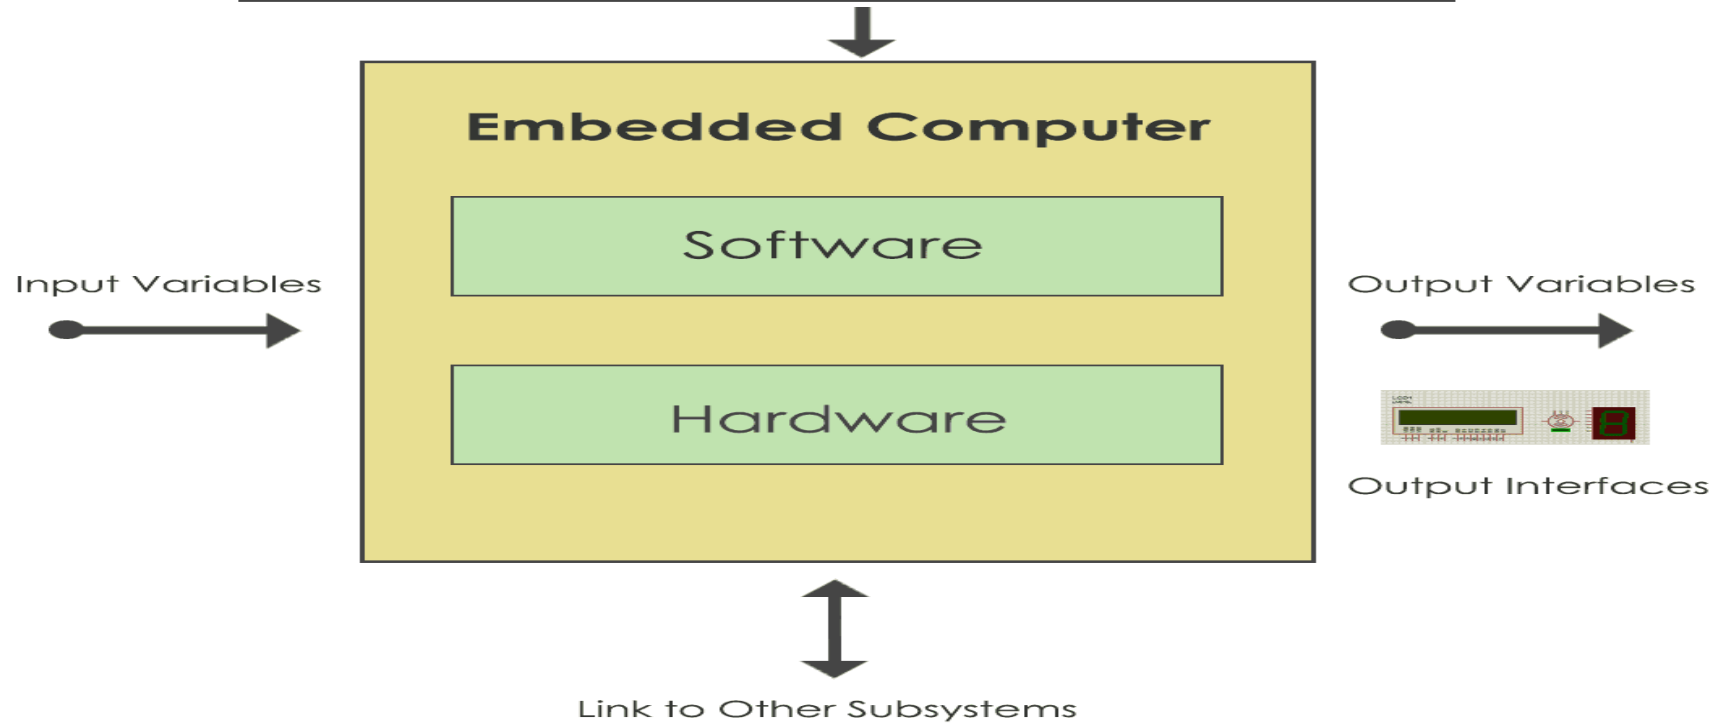 Embedded Computer
Software
Input Variables
Output Variables
Hardware
Output Interfaces
Link to Other Subsystems